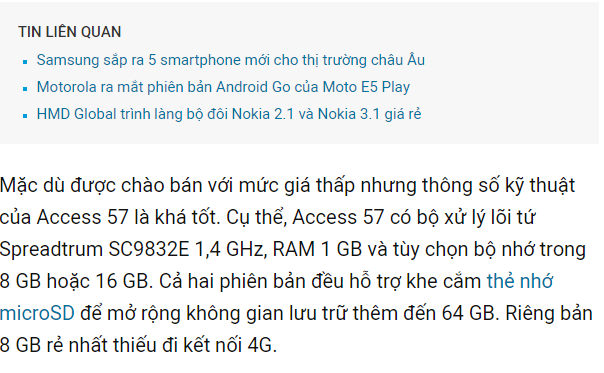 TIN LIÊN QUAN
Samsung sắp ra 5 smartphone mới cho thị trường châu Âu
Motorola ra mắt phiên bản Android Go của Moto E5 Play
HMD Global trình làng bộ đôi Nokia 2.1 và Nokia 3.1 giá rẻ
Mặc dù được chào bán với mức giá thấp nhưng thông số kỹ thuật
của Access 57 là khá tốt. Cụ thể, Access 57 có bộ xử lý lõi tứ
Spreadtrum SC9832E 1,4 GHz, RAM 1 GB và tùy chọn bộ nhớ trong
8 GB hoặc 16 GB. Cả hai phiên bản đều hỗ trợ khe cắm thẻ nhớ
microSD để mở rộng không gian lưu trữ thêm đến 64 GB. Riêng bản
8 GB rẻ nhất thiếu đi kết nối 4G.